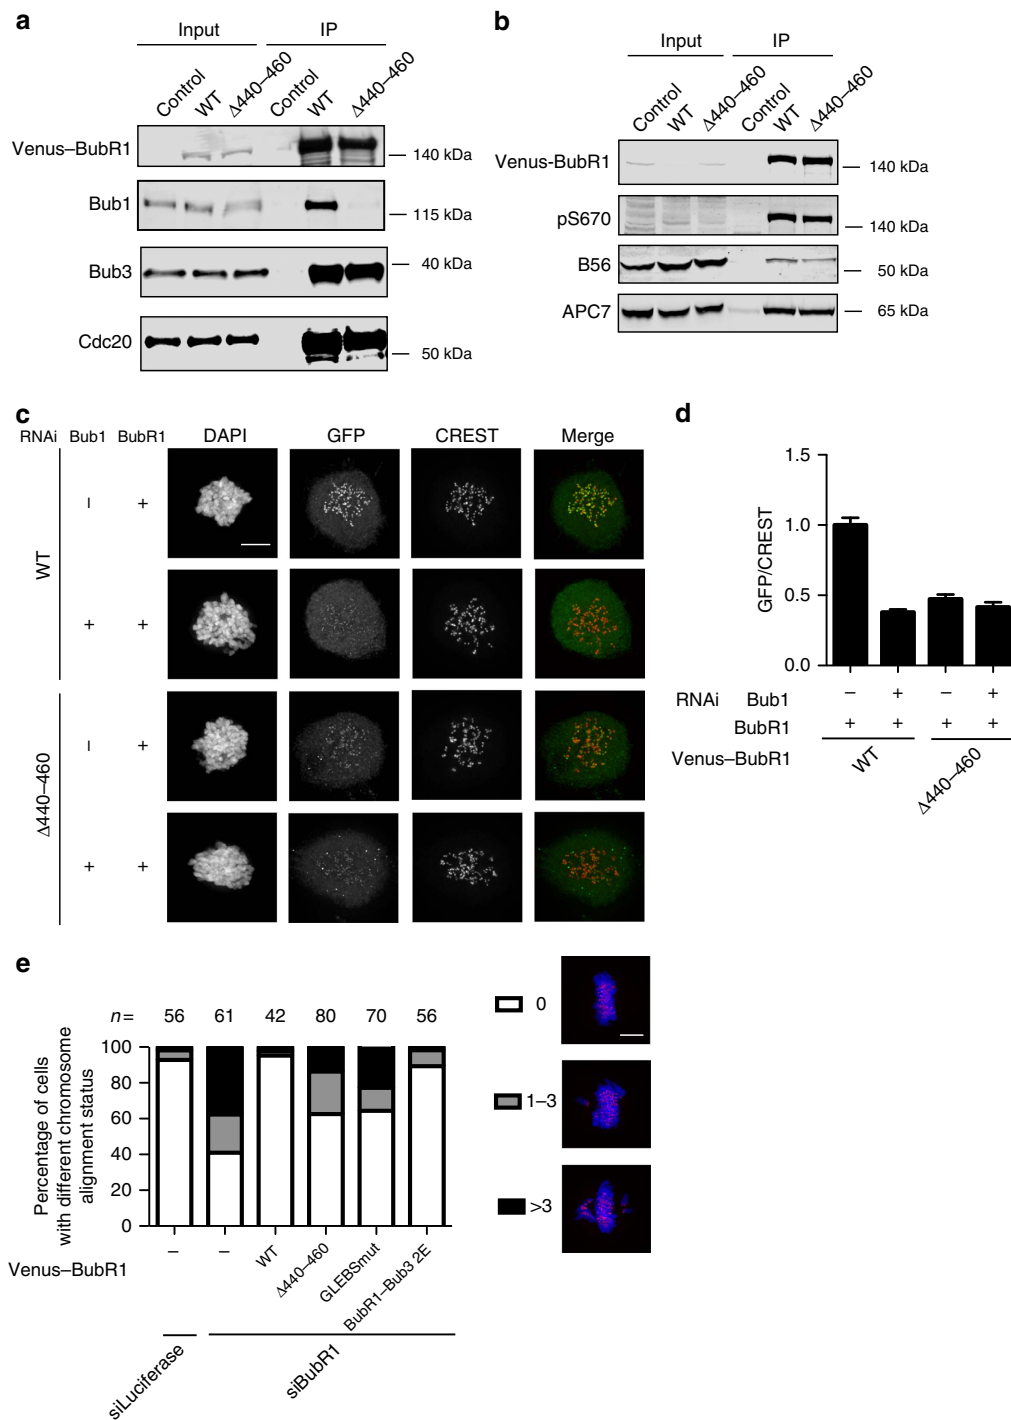 a
Input IP
Control WT Δ440–460 Control WT Δ440–460
Venus–BubR1 140 kDa
Bub1 115 kDa
Bub3 40 kDa
Cdc20 50 kDa
b
Input IP
Control WT Δ440–460 Control WT Δ440–460
Venus-BubR1 140 kDa
pS670 140 kDa
B56 50 kDa
APC7 65 kDa
c
RNAi Bub1 BubR1 DAPI GFP CREST Merge
WT
– +
+ +
Δ440–460
– +
+ +
d
GFP/CREST
1.5
1.0
0.5
0.0
RNAi Bub1 – + – +
BubR1 + + + +
Venus–BubR1 WT Δ440–460
e
n= 56 61 42 80 70 56
Percentage of cells
with different chromosome
alignment status
100
80
60
40
20
0
Venus–BubR1 – – WT Δ440–460 GLEBSmut BubR1–Bub3 2E
siLuciferase siBubR1
0
1–3
>3